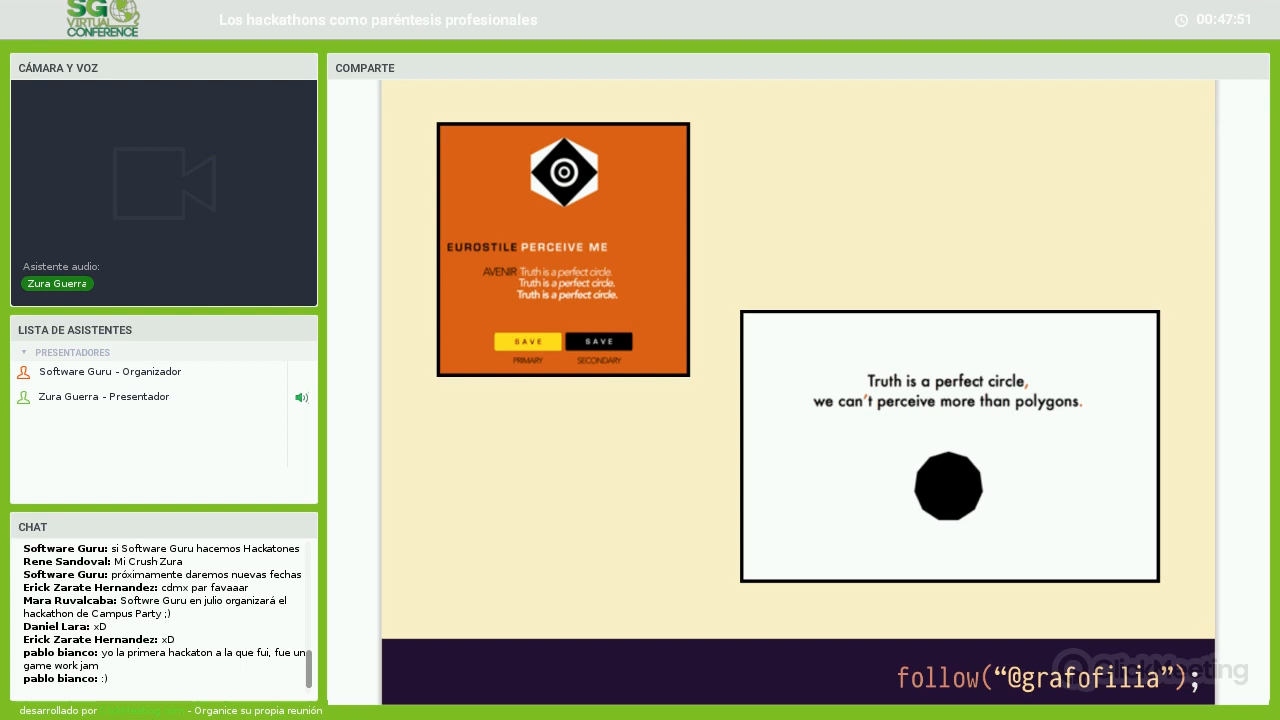 SG
VIRTUAL
CONFERENCE
Los hackathons como paréntesis profesionales
00:47:51
CÁMARA Y VOZ
Asistente audio:
Zura Guerra
LISTA DE ASISTENTES
PRESENTADORES
Software Guru - Organizador
Zura Guerra - Presentador
CHAT
Software Guru: si Software Guru hacemos Hackatones
Rene Sandoval: Mi Crush Zura
Software Guru: próximamente daremos nuevas fechas
Erick Zarate Hernandez: cdmx par favaaar
Mara Ruvalcaba: Softwre Guru en julio organizará el
hackathon de Campus Party ;)
Daniel Lara: xD
Erick Zarate Hernandez: xD
pablo bianco: yo la primera hackaton a la que fui, fue un
game work jam
pablo bianco: :)
desarrollado por
- Organice su propia reunión
COMPARTE
EUROSTILE PERCEIVE ME
AVENIR Truth is a perfect circle.
Truth is a perfect circle.
Truth is a perfect circle.
SAVE SAVE
PRIMARY SECONDARY
Truth is a perfect circle,
we can't perceive more than polygons.
follow(“@grafofilia”);
ClickMeeting